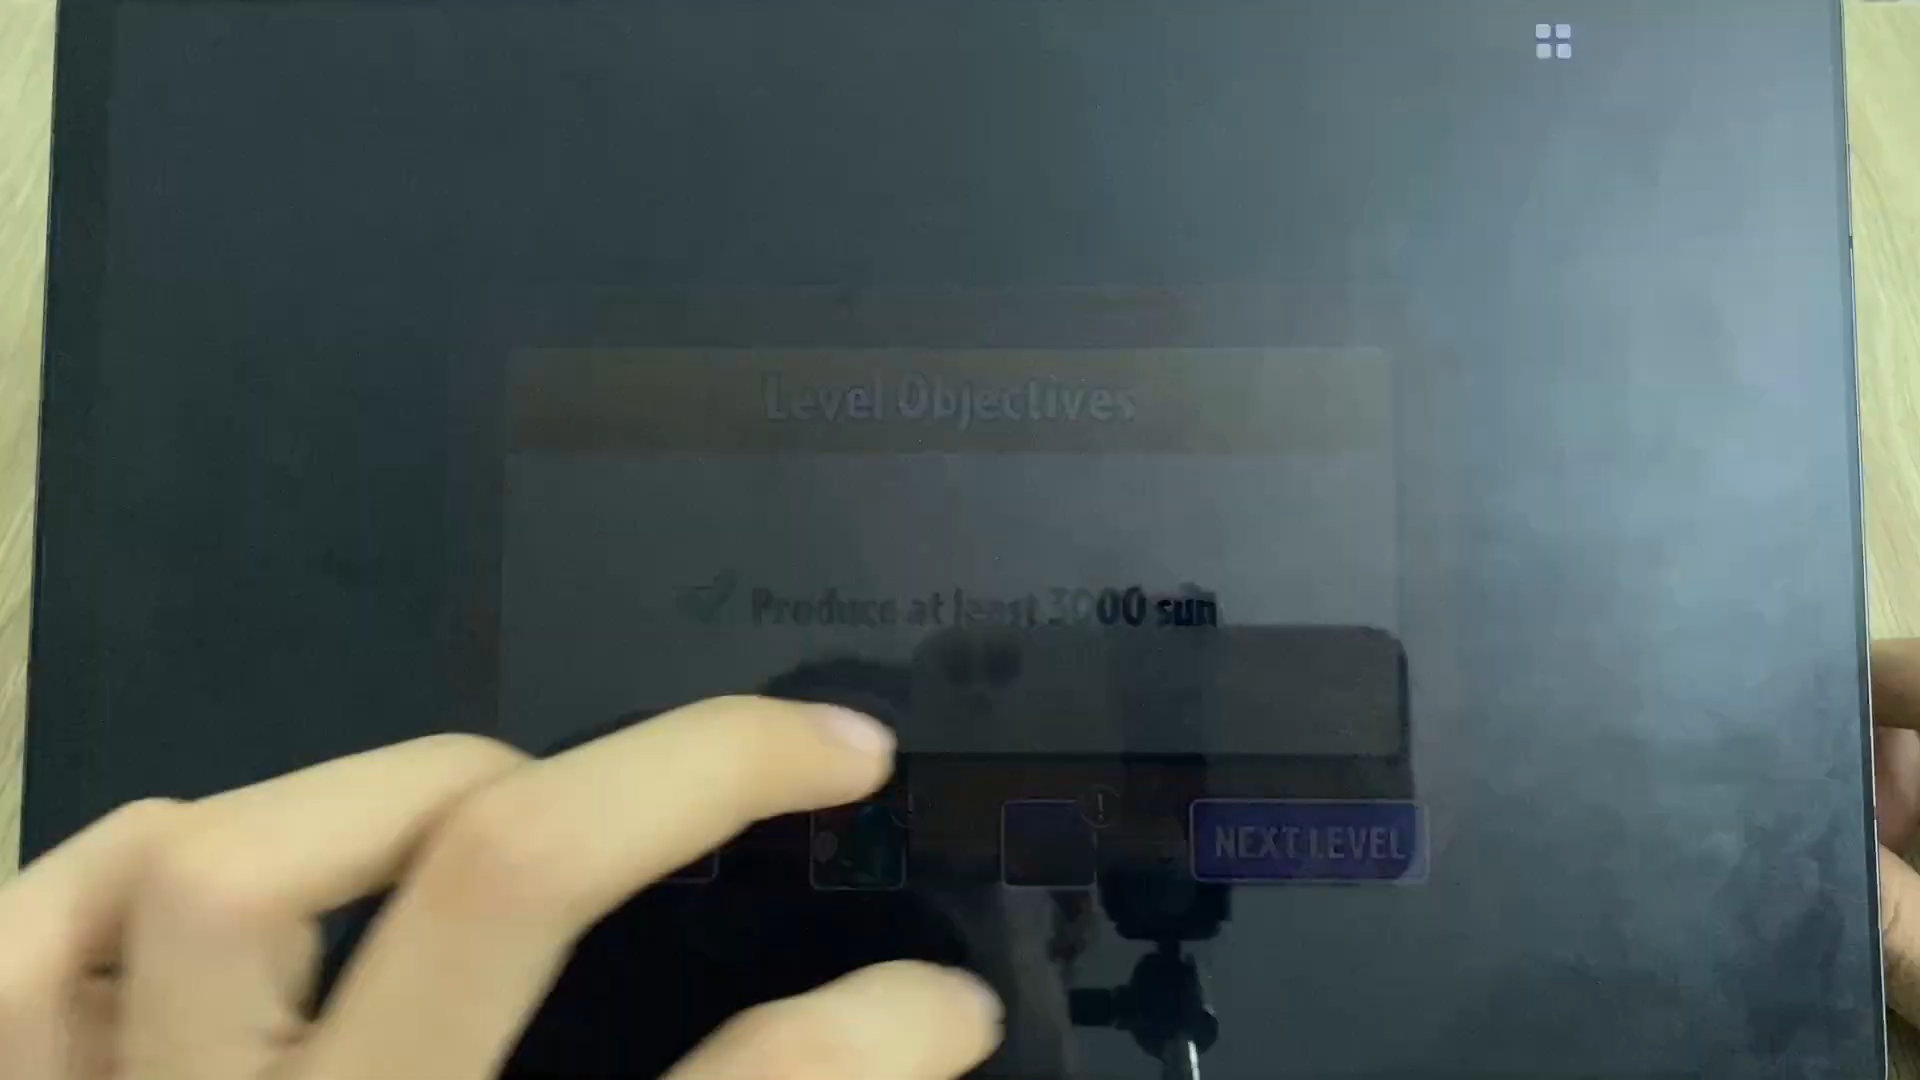 Level Objectives
Produce at least 3000 sun
!
!
NEXT LEVEL